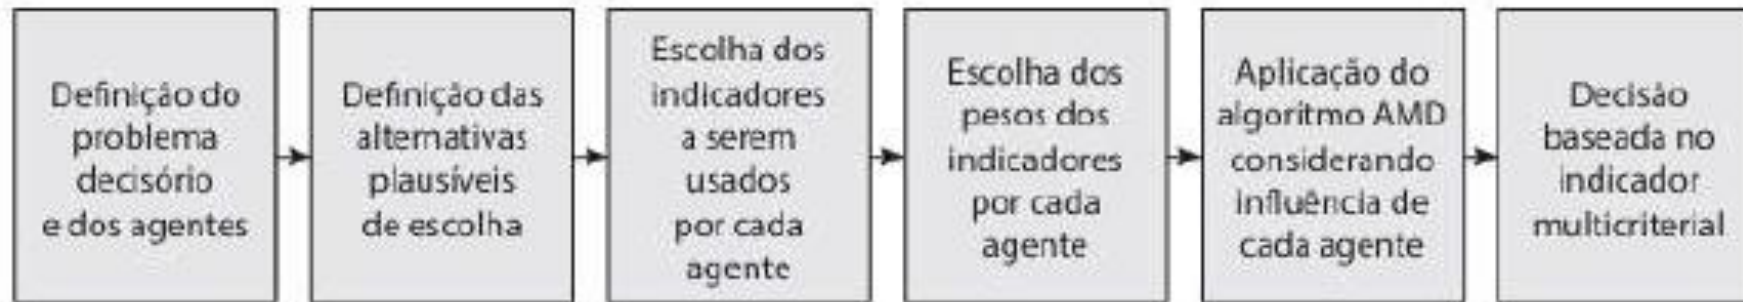 Definição do
problema
decisório
e dos agentes
Definição das
alternativas
plausíveis
de escolha
Escolha dos
indicadores
a serem
usados
por cada
agente
Escolha dos
pesos dos
indicadores
por cada
agente
Aplicação do
algoritmo AMD
considerando
influência de
cada agente
Decisão
baseada no
indicador
multicriterial